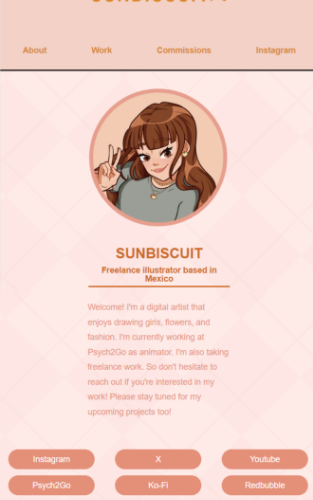 About Work Commissions Instagram
SUNBISCUIT
Freelance illustrator based in
Mexico
Welcome! I'm a digital artist that
enjoys drawing girls, flowers, and
fashion. I'm currently working at
Psych2Go as animator. I'm also taking
freelance work. So don't hesitate to
reach out if you're interested in my
work! Please stay tuned for my
upcoming projects too!
Instagram X Youtube
Psych2Go Ko-Fi Redbubble